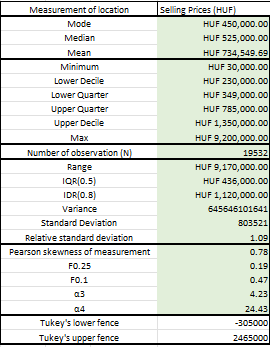 Measurement of location Selling Prices (HUF)
Mode HUF 450,000.00
Median HUF 525,000.00
Mean HUF 734,549.69
Minimum HUF 30,000.00
Lower Decile HUF 230,000.00
Lower Quarter HUF 349,000.00
Upper Quarter HUF 785,000.00
Upper Decile HUF 1,350,000.00
Max HUF 9,200,000.00
Number of observation (N) 19532
Range HUF 9,170,000.00
IQR(0.5) HUF 436,000.00
IDR(0.8) HUF 1,120,000.00
Variance 645646101641
Standard Deviation 803521
Relative standard deviation 1.09
Pearson skewness of measurement 0.78
F0.25 0.19
F0.1 0.47
α3 4.23
α4 24.43
Tukey's lower fence -305000
Tukey's upper fence 2465000